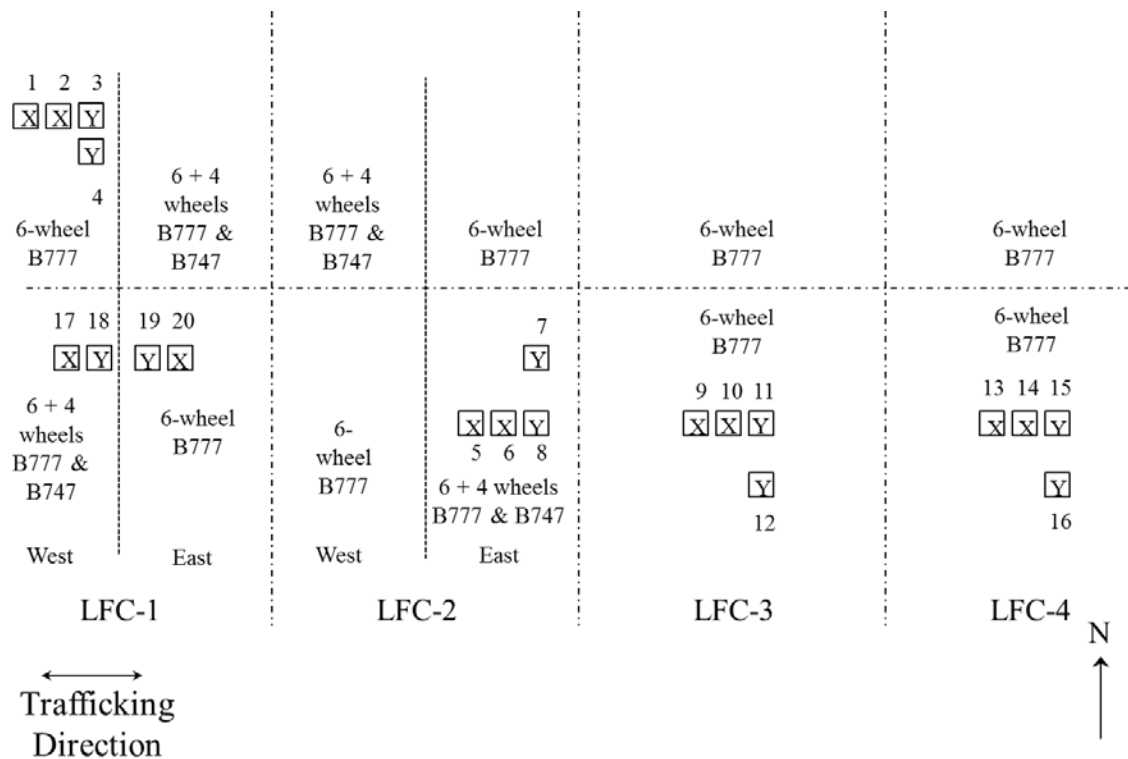 1 2 3
X X Y
Y
4
6-wheel
B777
6 + 4
wheels
B777 &
B747
6 + 4
wheels
B777 &
B747
6-wheel
B777
6-wheel
B777
6-wheel
B777
17 18 19 20
X Y Y X
6 + 4
wheels
B777 &
B747
6-wheel
B777
6-
wheel
B777
7
Y
X X Y
5 6 8
6 + 4 wheels
B777 & B747
6-wheel
B777
9 10 11
X X Y
Y
12
6-wheel
B777
13 14 15
X X Y
Y
16
West East West East
LFC-1 LFC-2 LFC-3 LFC-4
N
Trafficking
Direction